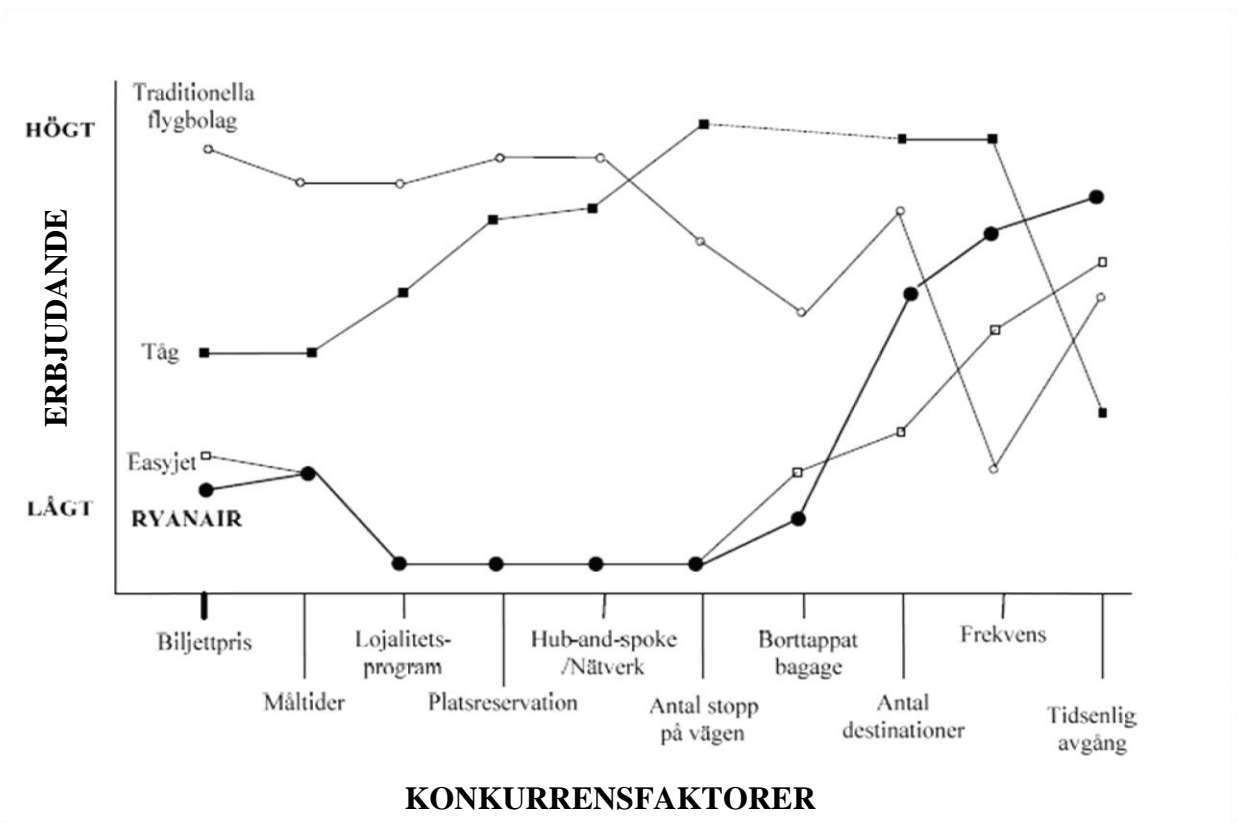 Traditionella
flygbolag
HÖGT
ERBJUDANDE
Tåg
Easyjet
LÅGT
RYANAIR
Biljettpris
Måltider
Lojalitets-
program
Platsreservation
Hub-and-spoke
/Nätverk
Antal stopp
på vägen
Borttappat
bagage
Antal
destinationer
Frekvens
Tidsenlig
avgång
KONKURRENSFAKTORER